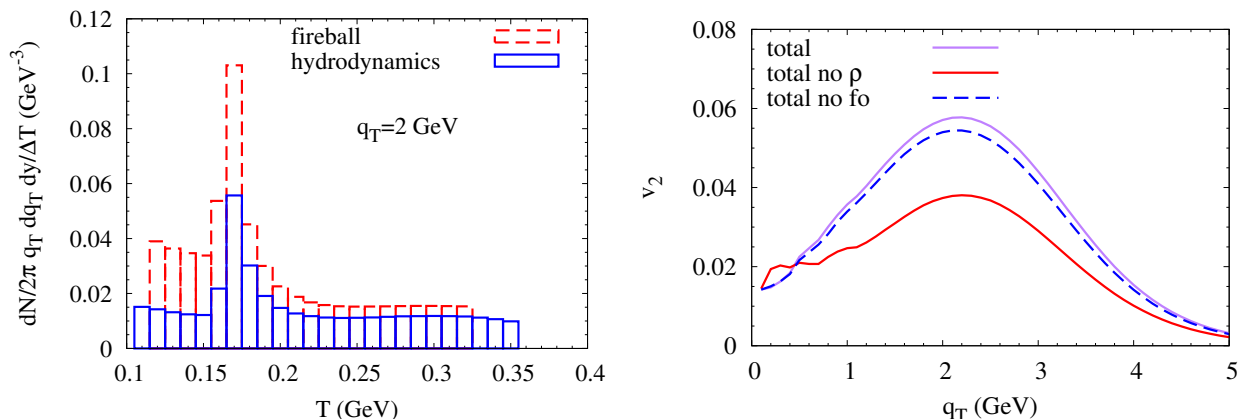 dN/2π q_T dq_T dy/ΔT (GeV^-3)
0.12
0.1
0.08
0.06
0.04
0.02
0
fireball
hydrodynamics
q_T=2 GeV
0.1 0.15 0.2 0.25 0.3 0.35 0.4
T (GeV)
v_2
0.08
0.06
0.04
0.02
0
total
total no ρ
total no fo
0 1 2 3 4 5
q_T (GeV)